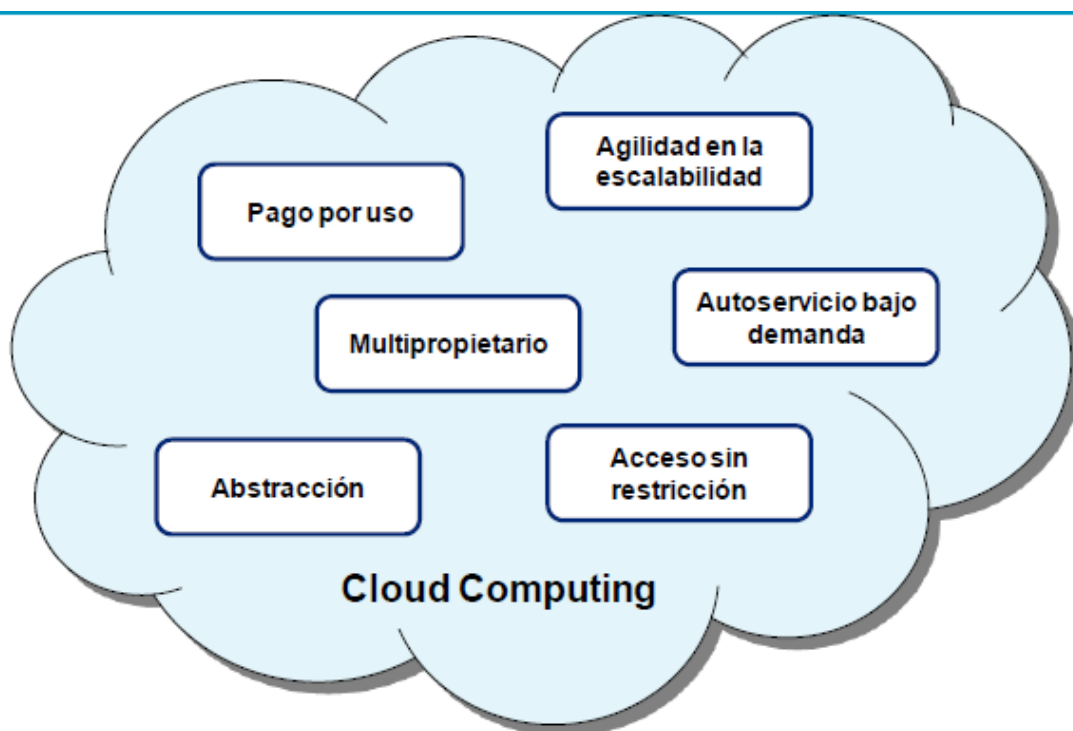 Agilidad en la
escalabilidad
Pago por uso
Autoservicio bajo
demanda
Multipropietario
Acceso sin
restricción
Abstracción
Cloud Computing